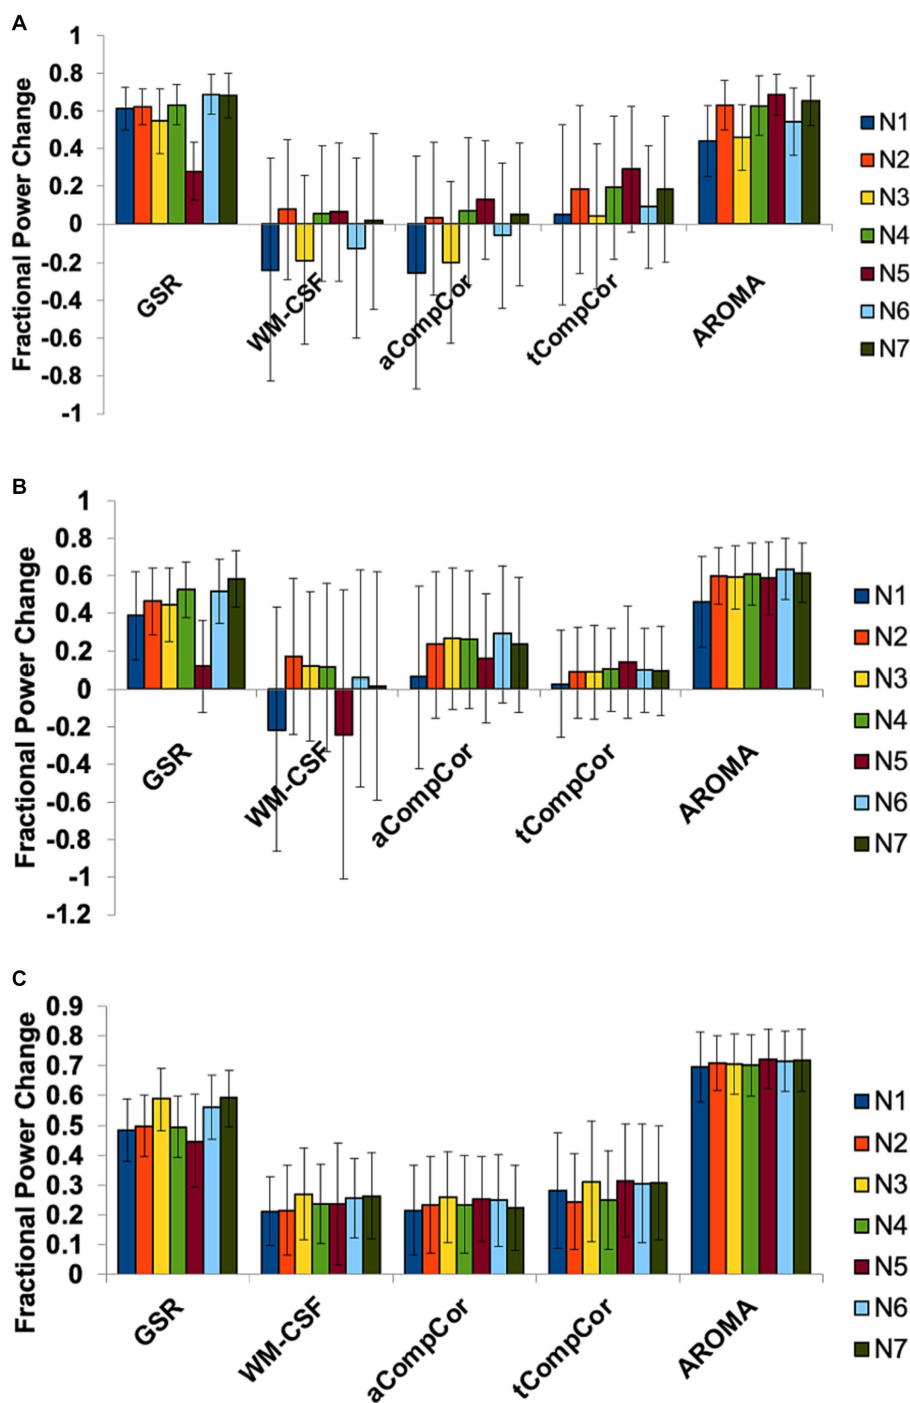 A
Fractional Power Change
1
0.8
0.6
0.4
0.2
0
-0.2
-0.4
-0.6
-0.8
-1
GSR
WM-CSF
aCompCor
tCompCor
AROMA
N1
N2
N3
N4
N5
N6
N7
B
Fractional Power Change
1
0.8
0.6
0.4
0.2
0
-0.2
-0.4
-0.6
-0.8
-1
-1.2
GSR
WM-CSF
aCompCor
tCompCor
AROMA
N1
N2
N3
N4
N5
N6
N7
C
Fractional Power Change
0.9
0.8
0.7
0.6
0.5
0.4
0.3
0.2
0.1
0
GSR
WM-CSF
aCompCor
tCompCor
AROMA
N1
N2
N3
N4
N5
N6
N7